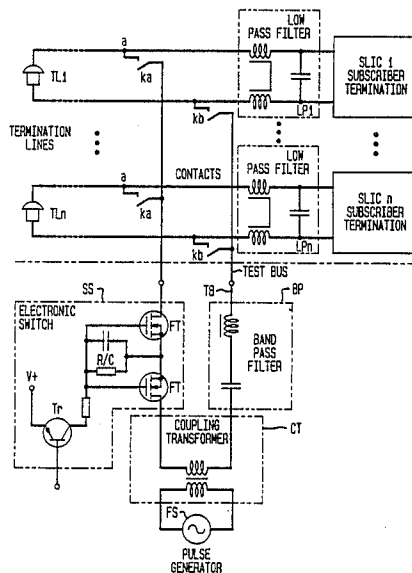 LOW
PASS FILTER
a
ka
TL1
kb
LP1
SLIC 1
SUBSCRIBER
TERMINATION
TERMINATION
LINES
LOW
PASS FILTER
a
CONTACTS
ka
TLn
kb
LPn
SLIC n
SUBSCRIBER
TERMINATION
TEST BUS
SS
TB
BP
ELECTRONIC
SWITCH
FT
R/C
FT
V+
Tr
BAND
PASS
FILTER
COUPLING
TRANSFORMER
CT
FS
PULSE
GENERATOR